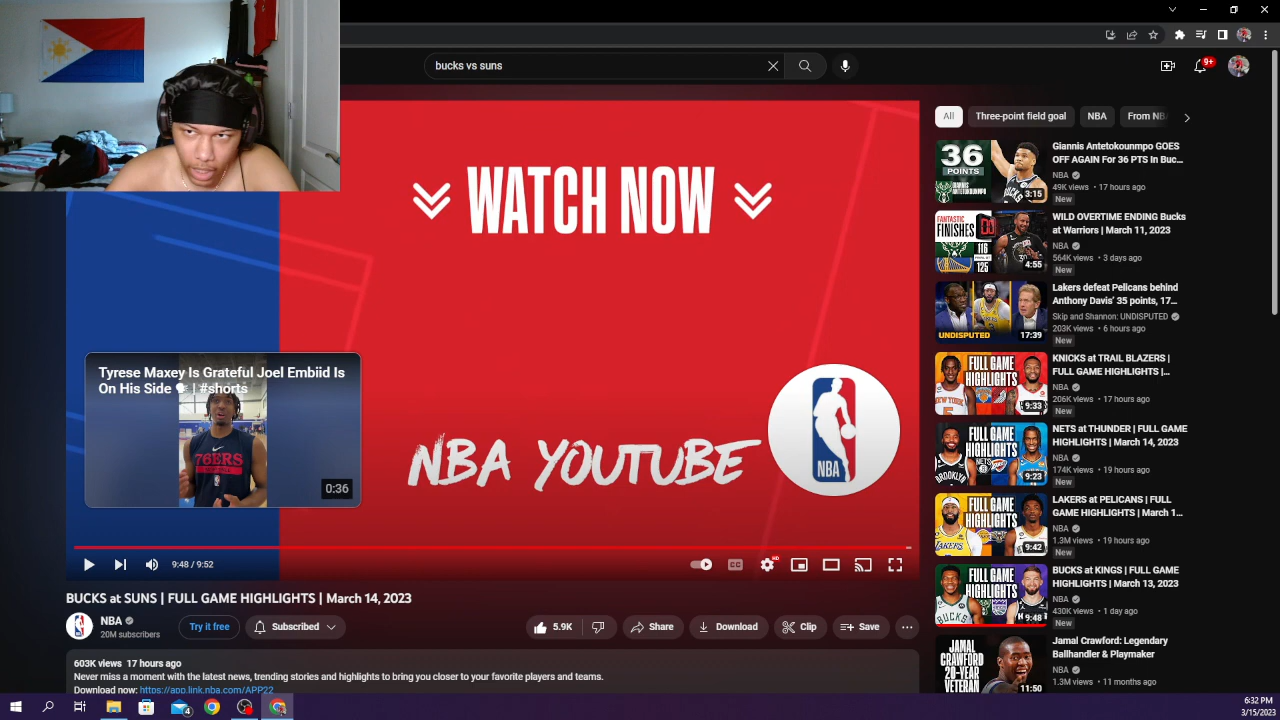 bucks vs suns
9+
WATCH NOW
Tyrese Maxey Is Grateful Joel Embiid Is
On His Side 🗣 | #shorts
76ERS
0:36
NBA YOUTUBE
NBA
CC
HD
9:48 / 9:52
BUCKS at SUNS | FULL GAME HIGHLIGHTS | March 14, 2023
NBA
20M subscribers
Try it free
Subscribed
5.9K
Share
Download
Clip
Save
603K views 17 hours ago
Never miss a moment with the latest news, trending stories and highlights to bring you closer to your favorite players and teams.
Download now: https://app.link.nba.com/APP22
All
Three-point field goal
NBA
From NBA
36
POINTS
3:15
Giannis Antetokounmpo GOES
OFF AGAIN For 36 PTS In Buc...
NBA
49K views • 17 hours ago
New
FANTASTIC
FINISHES
116
125
4:55
WILD OVERTIME ENDING Bucks
at Warriors | March 11, 2023
NBA
564K views • 3 days ago
New
UNDISPUTED
17:39
Lakers defeat Pelicans behind
Anthony Davis' 35 points, 17...
Skip and Shannon: UNDISPUTED
203K views • 6 hours ago
New
FULL GAME
HIGHLIGHTS
9:33
KNICKS at TRAIL BLAZERS |
FULL GAME HIGHLIGHTS |...
NBA
206K views • 17 hours ago
New
FULL GAME
HIGHLIGHTS
BROOKLYN
NETS
9:23
NETS at THUNDER | FULL GAME
HIGHLIGHTS | March 14, 2023
NBA
174K views • 19 hours ago
New
FULL GAME
HIGHLIGHTS
LAKERS
9:42
LAKERS at PELICANS | FULL
GAME HIGHLIGHTS | March 1...
NBA
1.3M views • 19 hours ago
New
FULL GAME
HIGHLIGHTS
BUCKS
9:48
BUCKS at KINGS | FULL GAME
HIGHLIGHTS | March 13, 2023
NBA
430K views • 1 day ago
New
JAMAL
CRAWFORD
20-YEAR
VETERAN
11:50
Jamal Crawford: Legendary
Ballhandler & Playmaker
NBA
1.3M views • 11 months ago
4
6:32 PM
3/15/2023